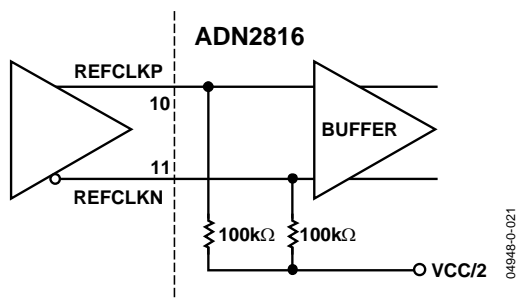 ADN2816
REFCLKP
10
BUFFER
11
REFCLKN
100kΩ
100kΩ
VCC/2
04948-0-021